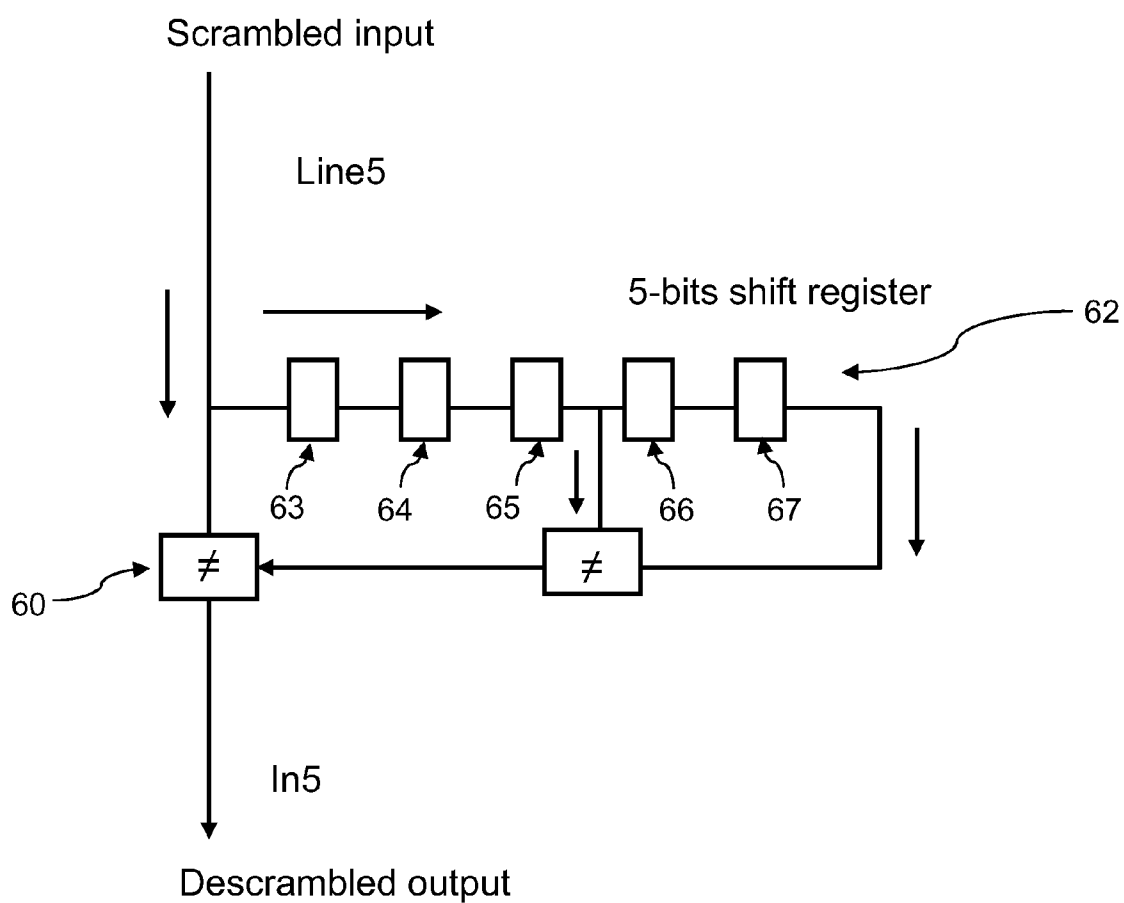 Scrambled input
Line5
5-bits shift register
62
63
64
65
66
67
≠
≠
60
In5
Descrambled output